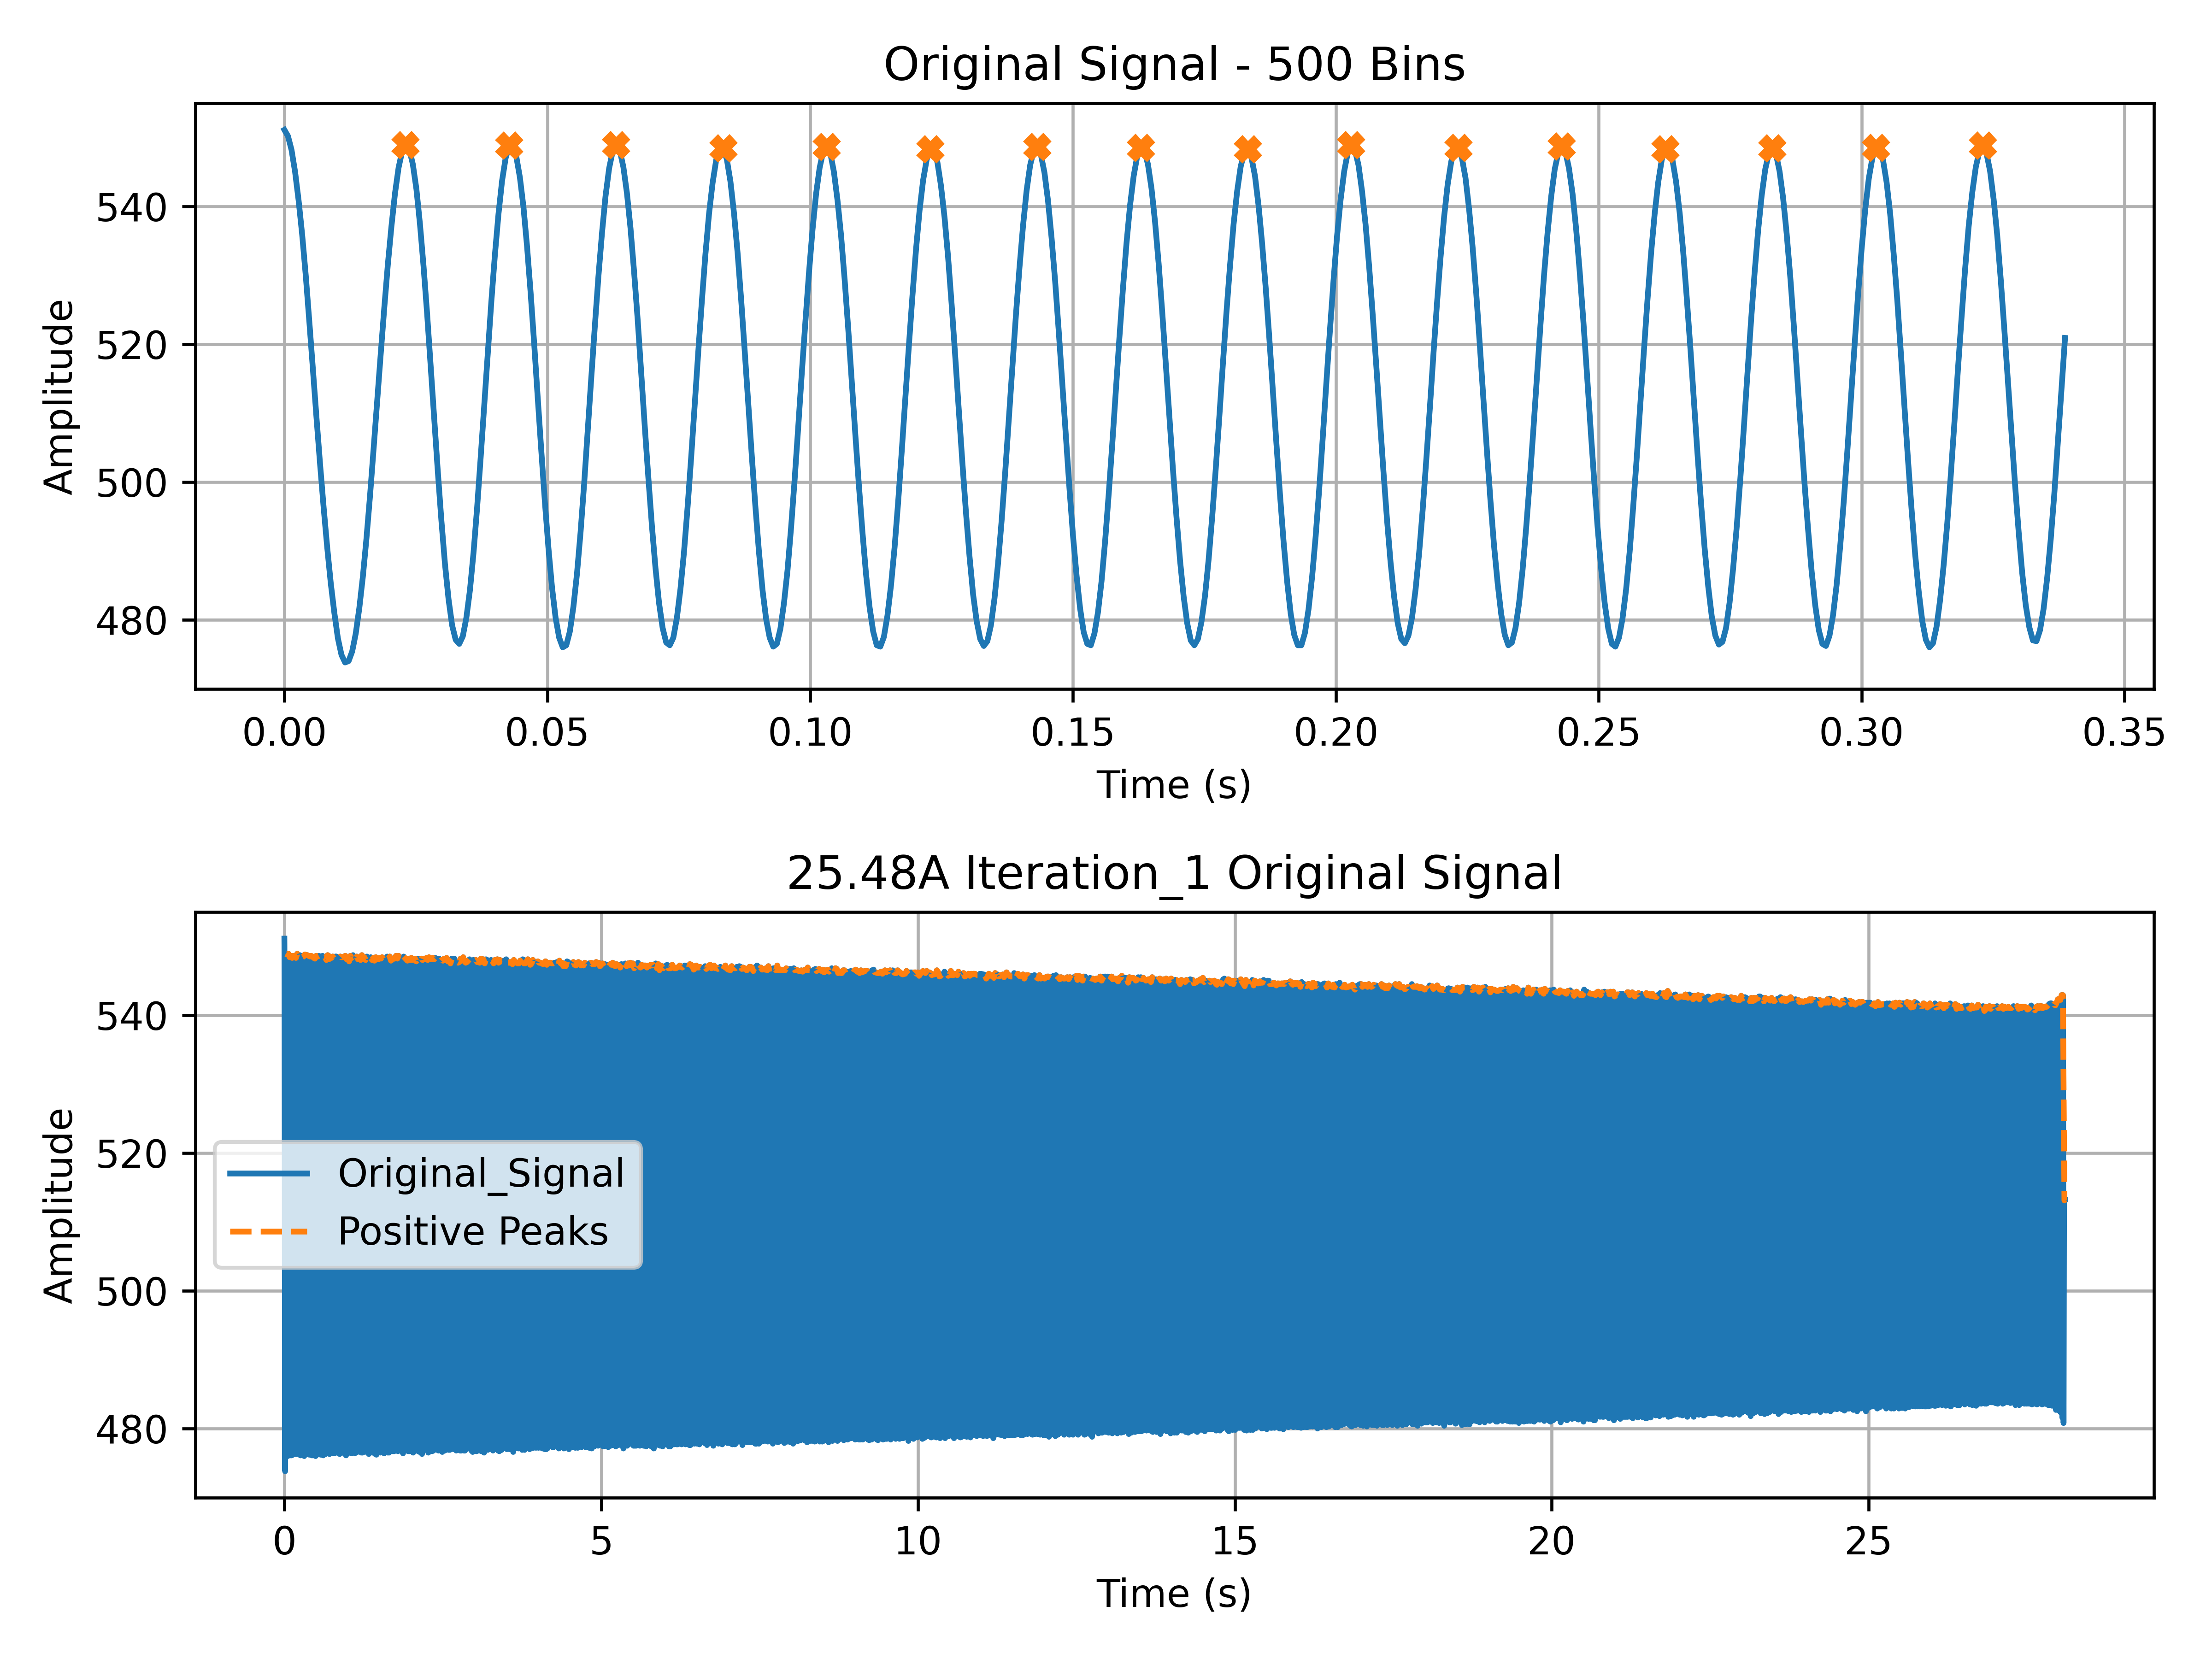 Original Signal - 500 Bins
540
520
500
480
Amplitude
0.00 0.05 0.10 0.15 0.20 0.25 0.30 0.35
Time (s)
25.48A Iteration_1 Original Signal
540
520
500
480
Amplitude
Original_Signal
Positive Peaks
0 5 10 15 20 25
Time (s)